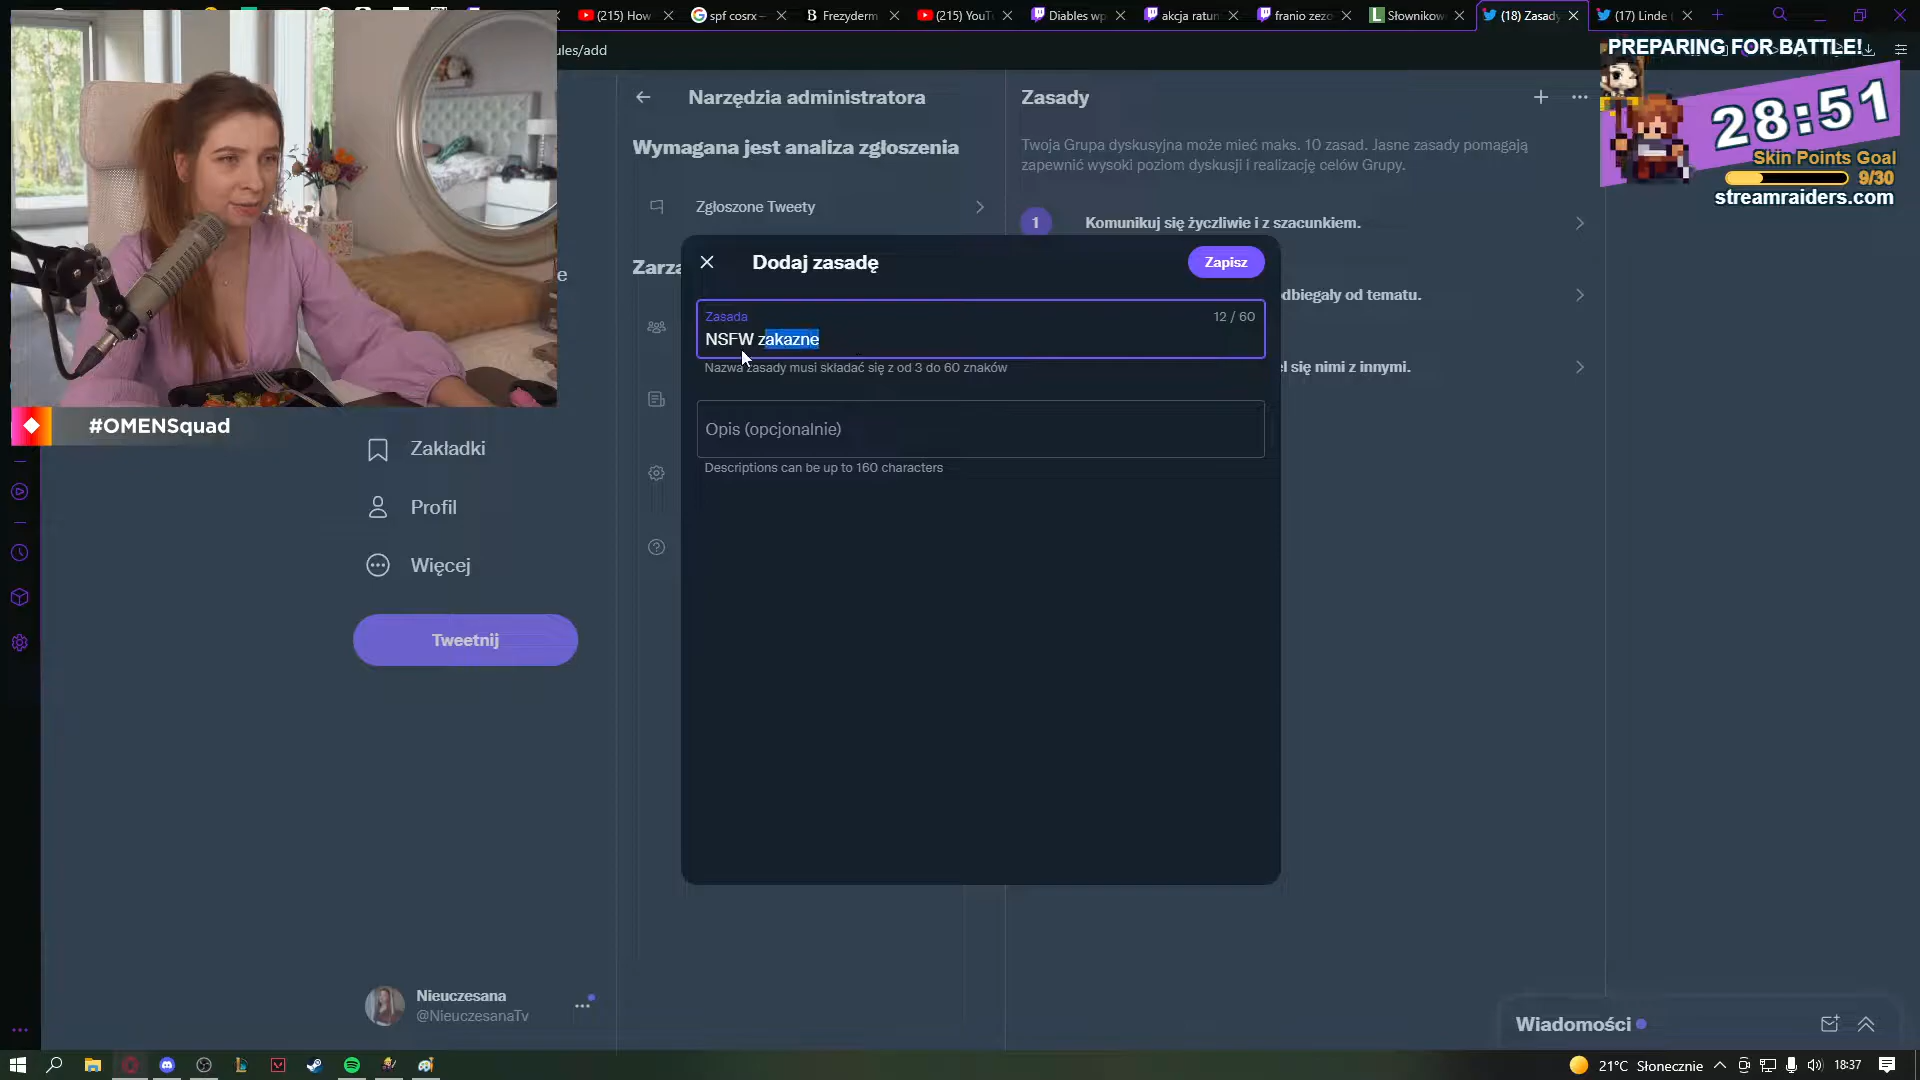 (215) How
spf cosrx –
Frezyderm
(215) YouT
Diables wp
akcja ratun
franio zezo
Słownikow
(18) Zasady
(17) Linde
ules/add
PREPARING FOR BATTLE!
28:51
Skin Points Goal
9/30
streamraiders.com
#OMENSquad
Zakładki
Profil
Więcej
Tweetnij
Nieuczesana
@NieuczesanaTv
Narzędzia administratora
Wymagana jest analiza zgłoszenia
Zgłoszone Tweety
Zarzą
Zasady
Twoja Grupa dyskusyjna może mieć maks. 10 zasad. Jasne zasady pomagają
zapewnić wysoki poziom dyskusji i realizację celów Grupy.
1
Komunikuj się życzliwie i z szacunkiem.
dbiegały od tematu.
l się nimi z innymi.
Dodaj zasadę
Zapisz
Zasada
12 / 60
NSFW zakazne
Nazwa zasady musi składać się z od 3 do 60 znaków
Opis (opcjonalnie)
Descriptions can be up to 160 characters
Wiadomości
21°C Słonecznie
18:37